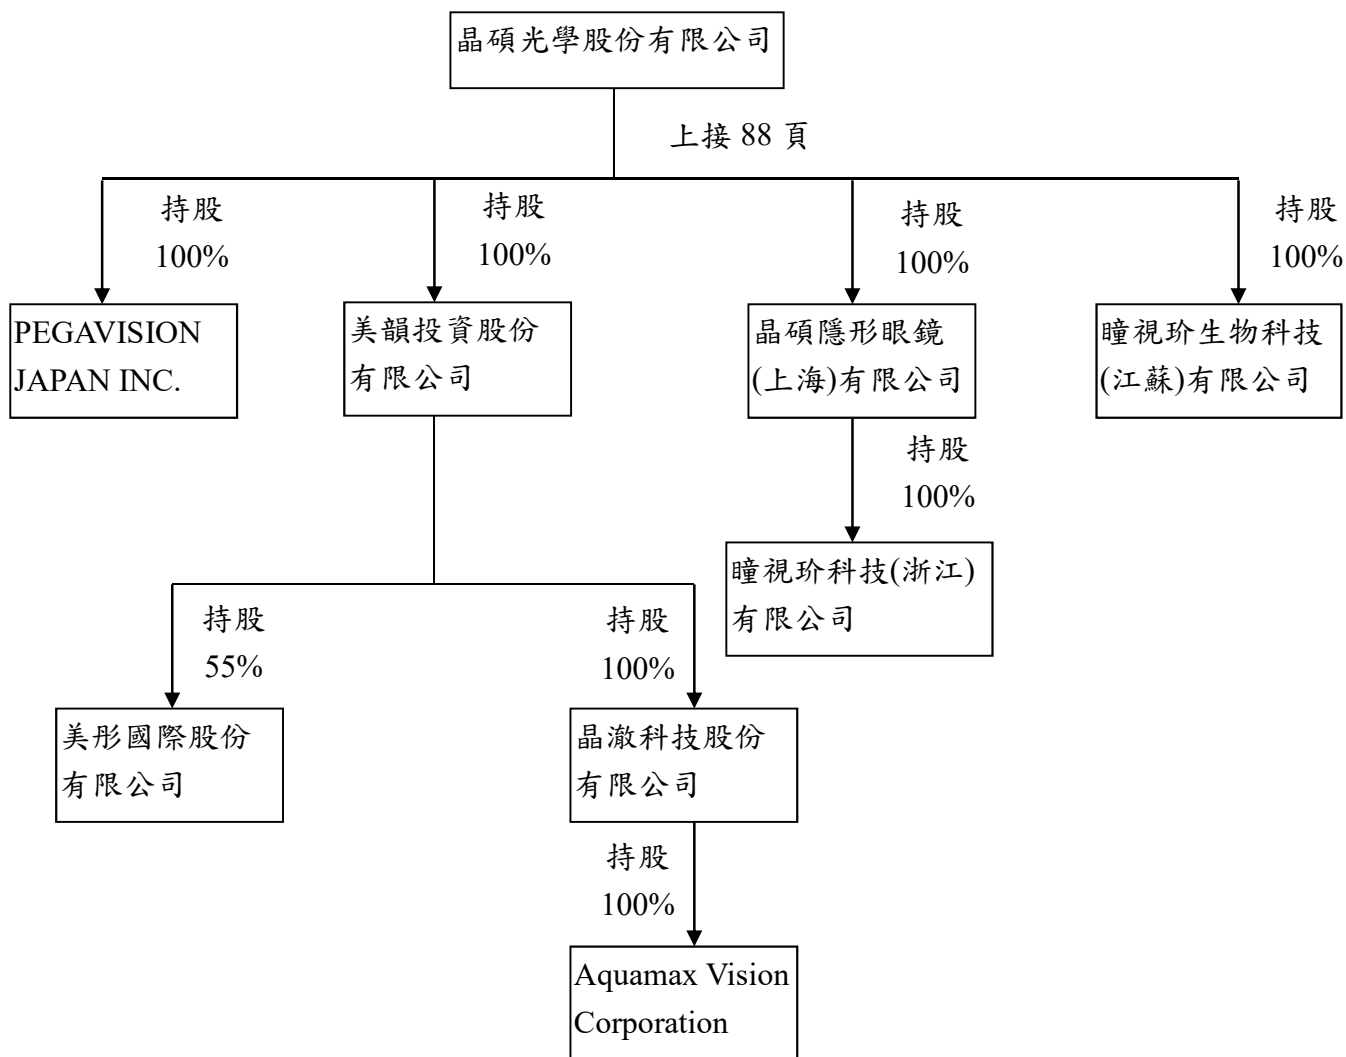 晶碩光學股份有限公司
上接 88 頁
持股
100%
持股
100%
持股
100%
持股
100%
PEGAVISION
JAPAN INC.
美韻投資股份
有限公司
晶碩隱形眼鏡
(上海)有限公司
瞳視玠生物科技
(江蘇)有限公司
持股
100%
瞳視玠科技(浙江)
有限公司
持股
55%
持股
100%
美彤國際股份
有限公司
晶澈科技股份
有限公司
持股
100%
Aquamax Vision
Corporation